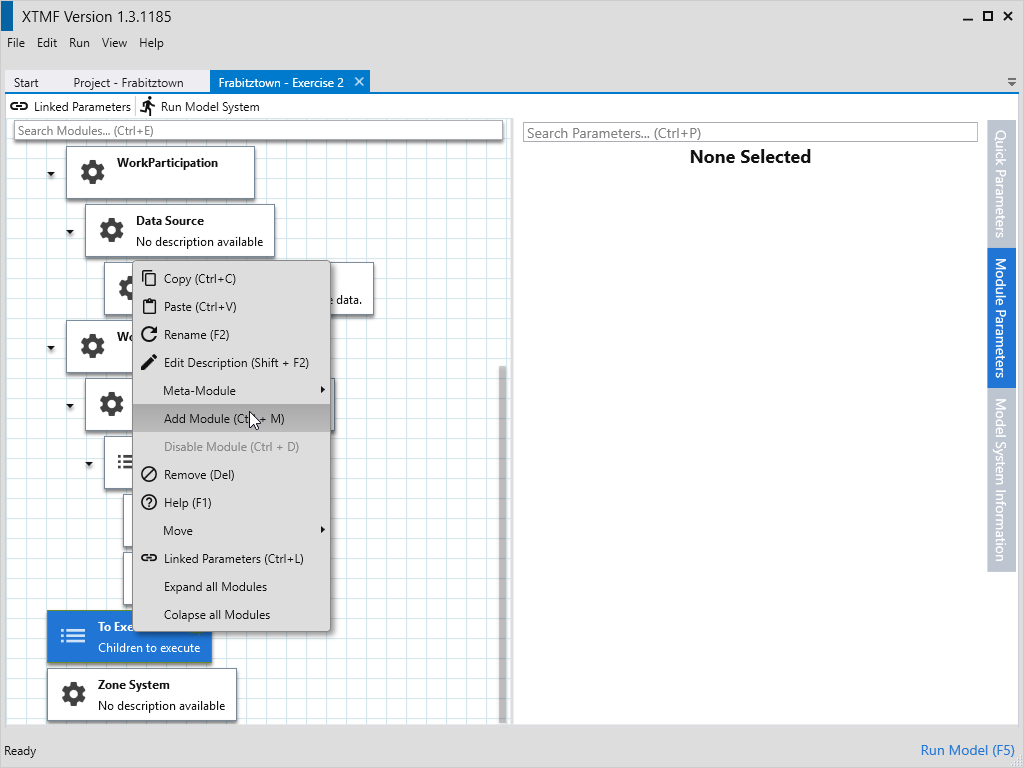 XTMF Version 1.3.1185
File Edit Run View Help
Start Project - Frabitztown Frabitztown - Exercise 2
Linked Parameters Run Model System
Search Modules... (Ctrl+E)
Search Parameters... (Ctrl+P)
None Selected
WorkParticipation
Data Source
No description available
data.
Copy (Ctrl+C)
Paste (Ctrl+V)
Rename (F2)
Edit Description (Shift + F2)
Meta-Module
Add Module (Ctrl + M)
Disable Module (Ctrl + D)
Remove (Del)
Help (F1)
Move
Linked Parameters (Ctrl+L)
Expand all Modules
Colapse all Modules
Children to execute
Zone System
No description available
Quick Parameters
Module Parameters
Model System Information
Ready
Run Model (F5)